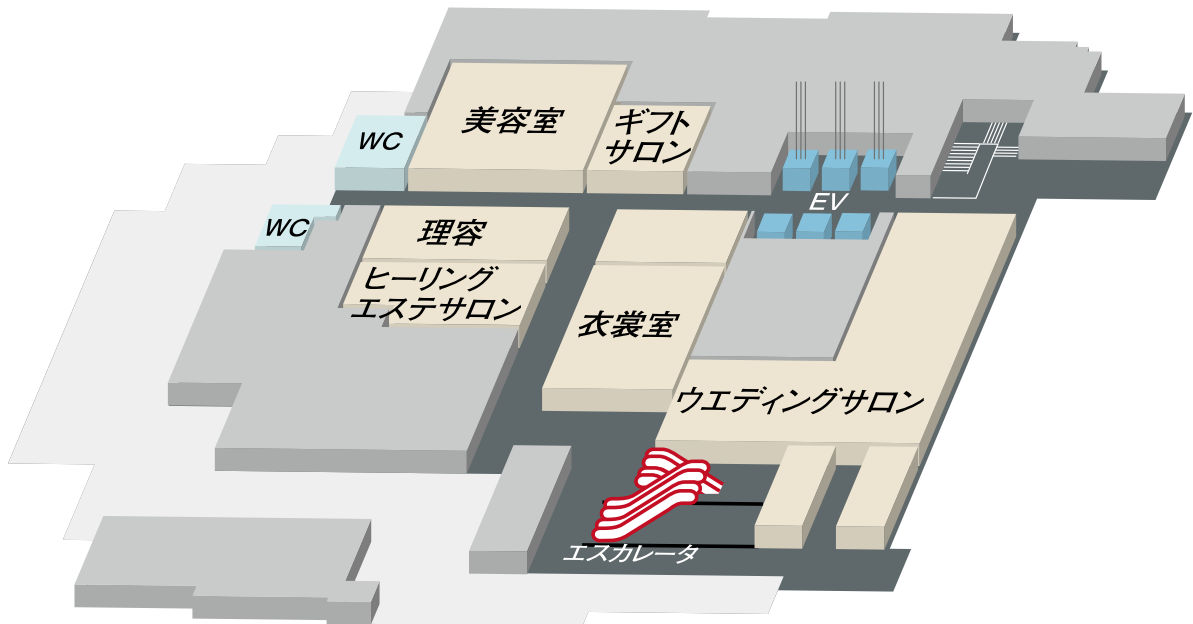 美容室
ギフト
サロン
WC
EV
WC
理容
ヒーリング
エステサロン
衣裳室
ウエディングサロン
エスカレータ